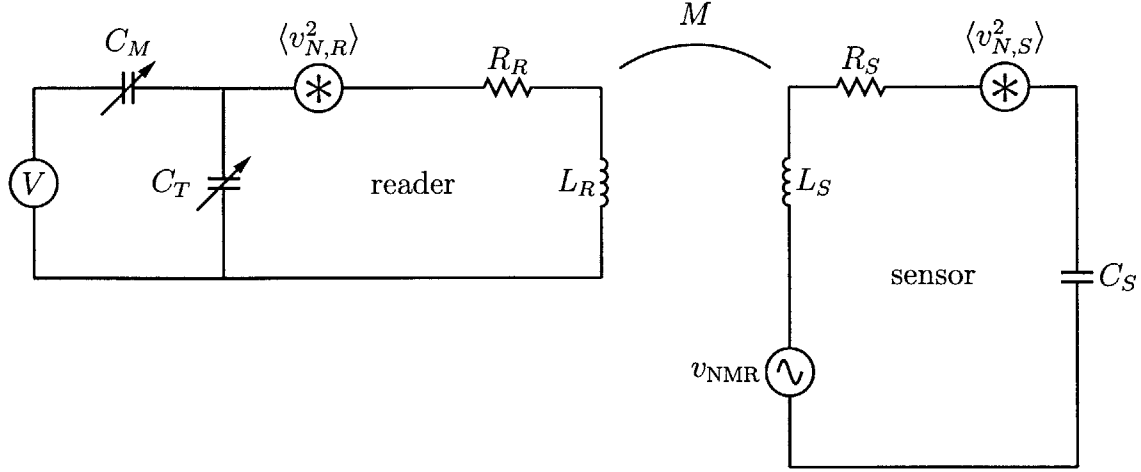 M
C_M
⟨v²_{N,R}⟩
R_R
R_S
⟨v²_{N,S}⟩
V
C_T
reader
L_R
L_S
sensor
C_S
v_NMR